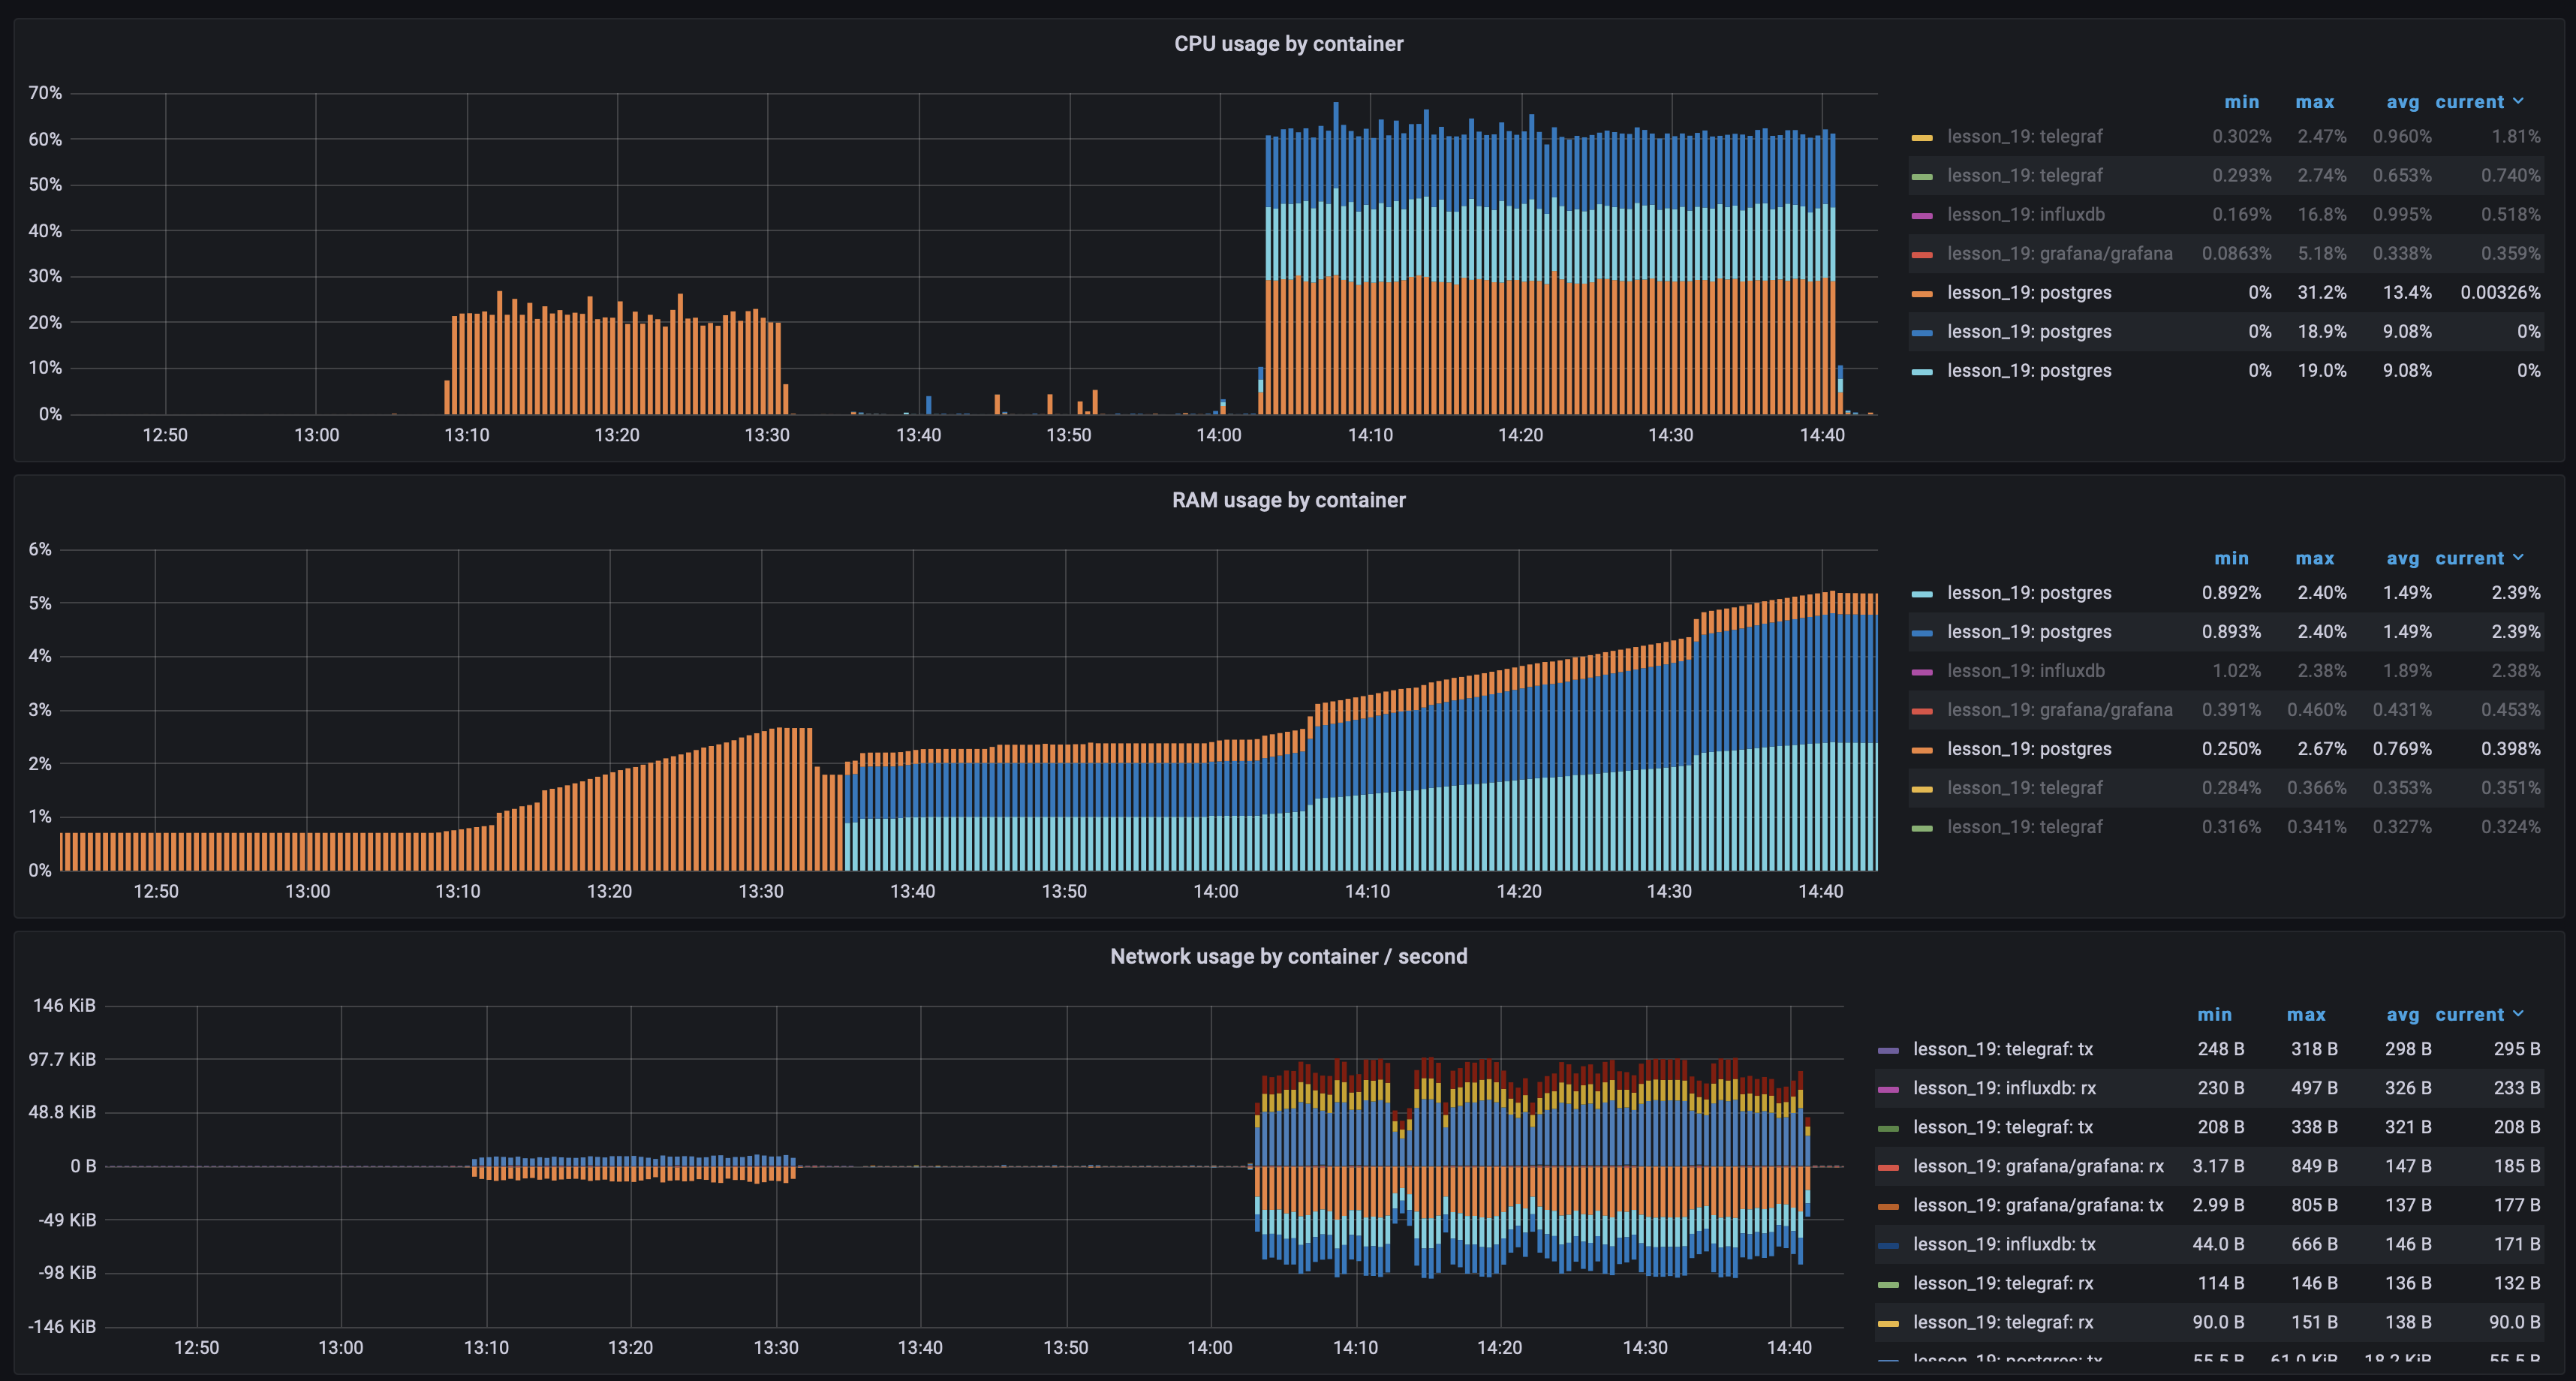 CPU usage by container
70%
60%
50%
40%
30%
20%
10%
0%
12:50 13:00 13:10 13:20 13:30 13:40 13:50 14:00 14:10 14:20 14:30 14:40
min max avg current
lesson_19: telegraf 0.302% 2.47% 0.960% 1.81%
lesson_19: telegraf 0.293% 2.74% 0.653% 0.740%
lesson_19: influxdb 0.169% 16.8% 0.995% 0.518%
lesson_19: grafana/grafana 0.0863% 5.18% 0.338% 0.359%
lesson_19: postgres 0% 31.2% 13.4% 0.00326%
lesson_19: postgres 0% 18.9% 9.08% 0%
lesson_19: postgres 0% 19.0% 9.08% 0%
RAM usage by container
6%
5%
4%
3%
2%
1%
0%
12:50 13:00 13:10 13:20 13:30 13:40 13:50 14:00 14:10 14:20 14:30 14:40
min max avg current
lesson_19: postgres 0.892% 2.40% 1.49% 2.39%
lesson_19: postgres 0.893% 2.40% 1.49% 2.39%
lesson_19: influxdb 1.02% 2.38% 1.89% 2.38%
lesson_19: grafana/grafana 0.391% 0.460% 0.431% 0.453%
lesson_19: postgres 0.250% 2.67% 0.769% 0.398%
lesson_19: telegraf 0.284% 0.366% 0.353% 0.351%
lesson_19: telegraf 0.316% 0.341% 0.327% 0.324%
Network usage by container / second
146 KiB
97.7 KiB
48.8 KiB
0 B
-49 KiB
-98 KiB
-146 KiB
12:50 13:00 13:10 13:20 13:30 13:40 13:50 14:00 14:10 14:20 14:30 14:40
min max avg current
lesson_19: telegraf: tx 248 B 318 B 298 B 295 B
lesson_19: influxdb: rx 230 B 497 B 326 B 233 B
lesson_19: telegraf: tx 208 B 338 B 321 B 208 B
lesson_19: grafana/grafana: rx 3.17 B 849 B 147 B 185 B
lesson_19: grafana/grafana: tx 2.99 B 805 B 137 B 177 B
lesson_19: influxdb: tx 44.0 B 666 B 146 B 171 B
lesson_19: telegraf: rx 114 B 146 B 136 B 132 B
lesson_19: telegraf: rx 90.0 B 151 B 138 B 90.0 B
lesson_19: postgres: tx 55.5 B 61.0 KiB 18.2 KiB 55.5 B